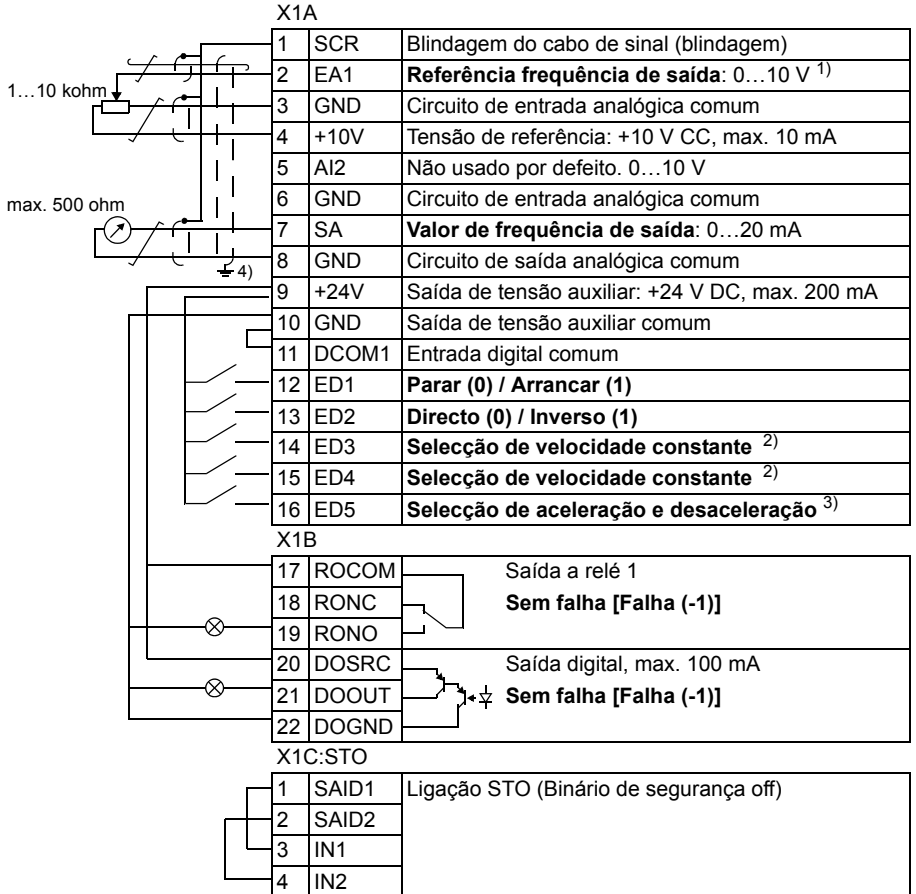 X1A
1 SCR Blindagem do cabo de sinal (blindagem)
2 EA1 Referência frequência de saída: 0…10 V 1)
1…10 kohm
3 GND Circuito de entrada analógica comum
4 +10V Tensão de referência: +10 V CC, max. 10 mA
5 AI2 Não usado por defeito. 0…10 V
6 GND Circuito de entrada analógica comum
max. 500 ohm
7 SA Valor de frequência de saída: 0…20 mA
8 GND Circuito de saída analógica comum
4)
9 +24V Saída de tensão auxiliar: +24 V DC, max. 200 mA
10 GND Saída de tensão auxiliar comum
11 DCOM1 Entrada digital comum
12 ED1 Parar (0) / Arrancar (1)
13 ED2 Directo (0) / Inverso (1)
14 ED3 Selecção de velocidade constante 2)
15 ED4 Selecção de velocidade constante 2)
16 ED5 Selecção de aceleração e desaceleração 3)
X1B
17 ROCOM Saída a relé 1
18 RONC Sem falha [Falha (-1)]
19 RONO
20 DOSRC Saída digital, max. 100 mA
21 DOOUT Sem falha [Falha (-1)]
22 DOGND
X1C:STO
1 SAID1 Ligação STO (Binário de segurança off)
2 SAID2
3 IN1
4 IN2